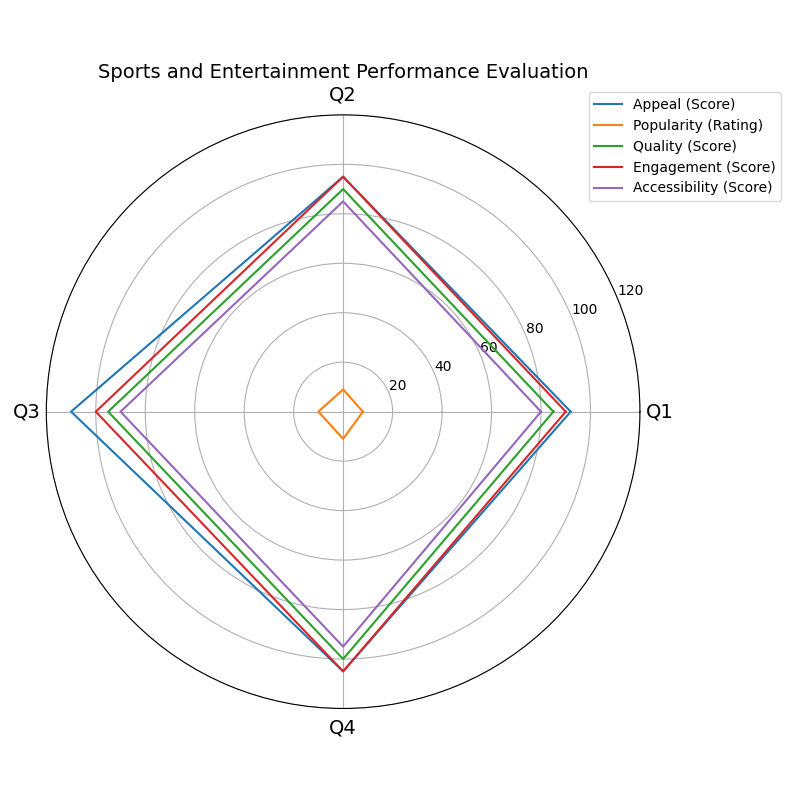 Sports and Entertainment Performance Evaluation
Q2
Appeal (Score)
Popularity (Rating)
Quality (Score)
Engagement (Score)
Accessibility (Score)
120
100
80
60
40
20
Q3
Q1
Q4